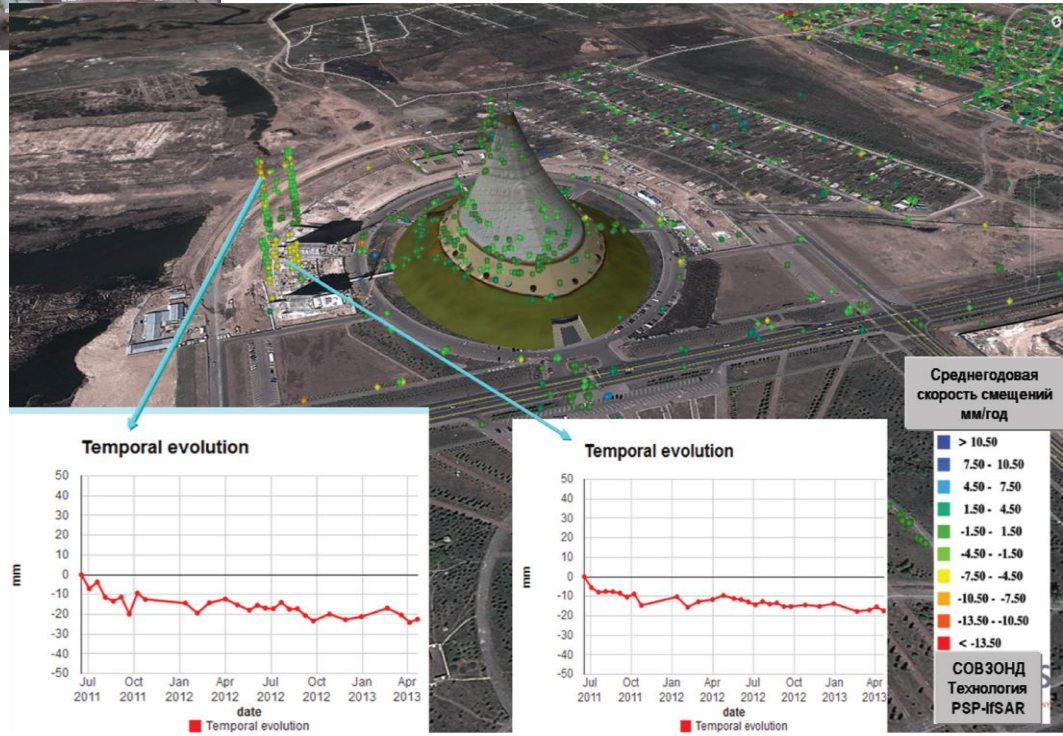 Среднегодовая
скорость смещений
мм/год
> 10.50
7.50 - 10.50
4.50 - 7.50
1.50 - 4.50
-1.50 - 1.50
-4.50 - -1.50
-7.50 - -4.50
-10.50 - -7.50
-13.50 - -10.50
< -13.50
СОВЗОНД
Технология
PSP-IfSAR
Temporal evolution
50
40
30
20
10
0
-10
-20
-30
-40
-50
mm
Jul Oct Jan Apr Jul Oct Jan Apr
2011 2011 2012 2012 2012 2012 2013 2013
date
Temporal evolution
Temporal evolution
50
40
30
20
10
0
-10
-20
-30
-40
-50
mm
Jul Oct Jan Apr Jul Oct Jan Apr
2011 2011 2012 2012 2012 2012 2013 2013
date
Temporal evolution